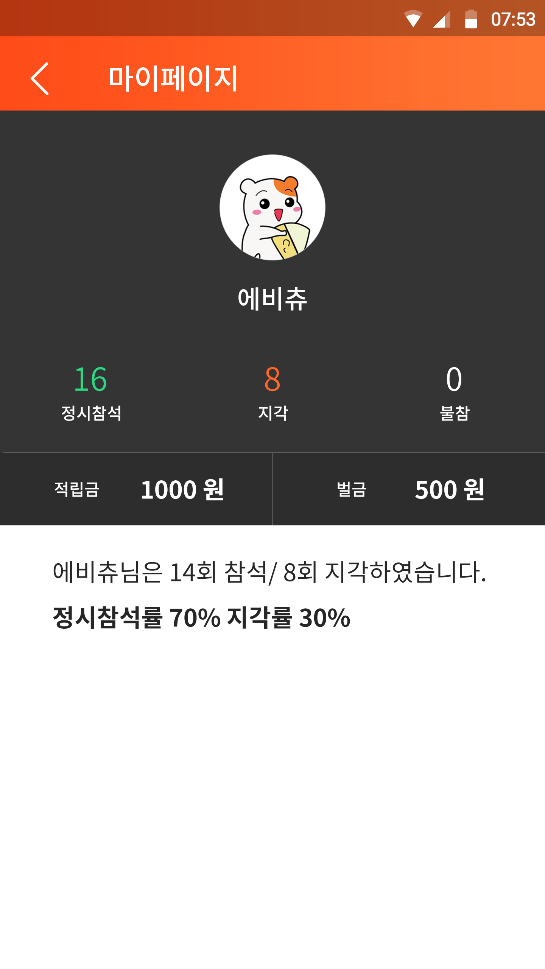 07:53
마이페이지
에비츄
16 8 0
정시참석 지각 불참
적립금 1000 원 벌금 500 원
에비츄님은 14회 참석/ 8회 지각하였습니다.
정시참석률 70% 지각률 30%